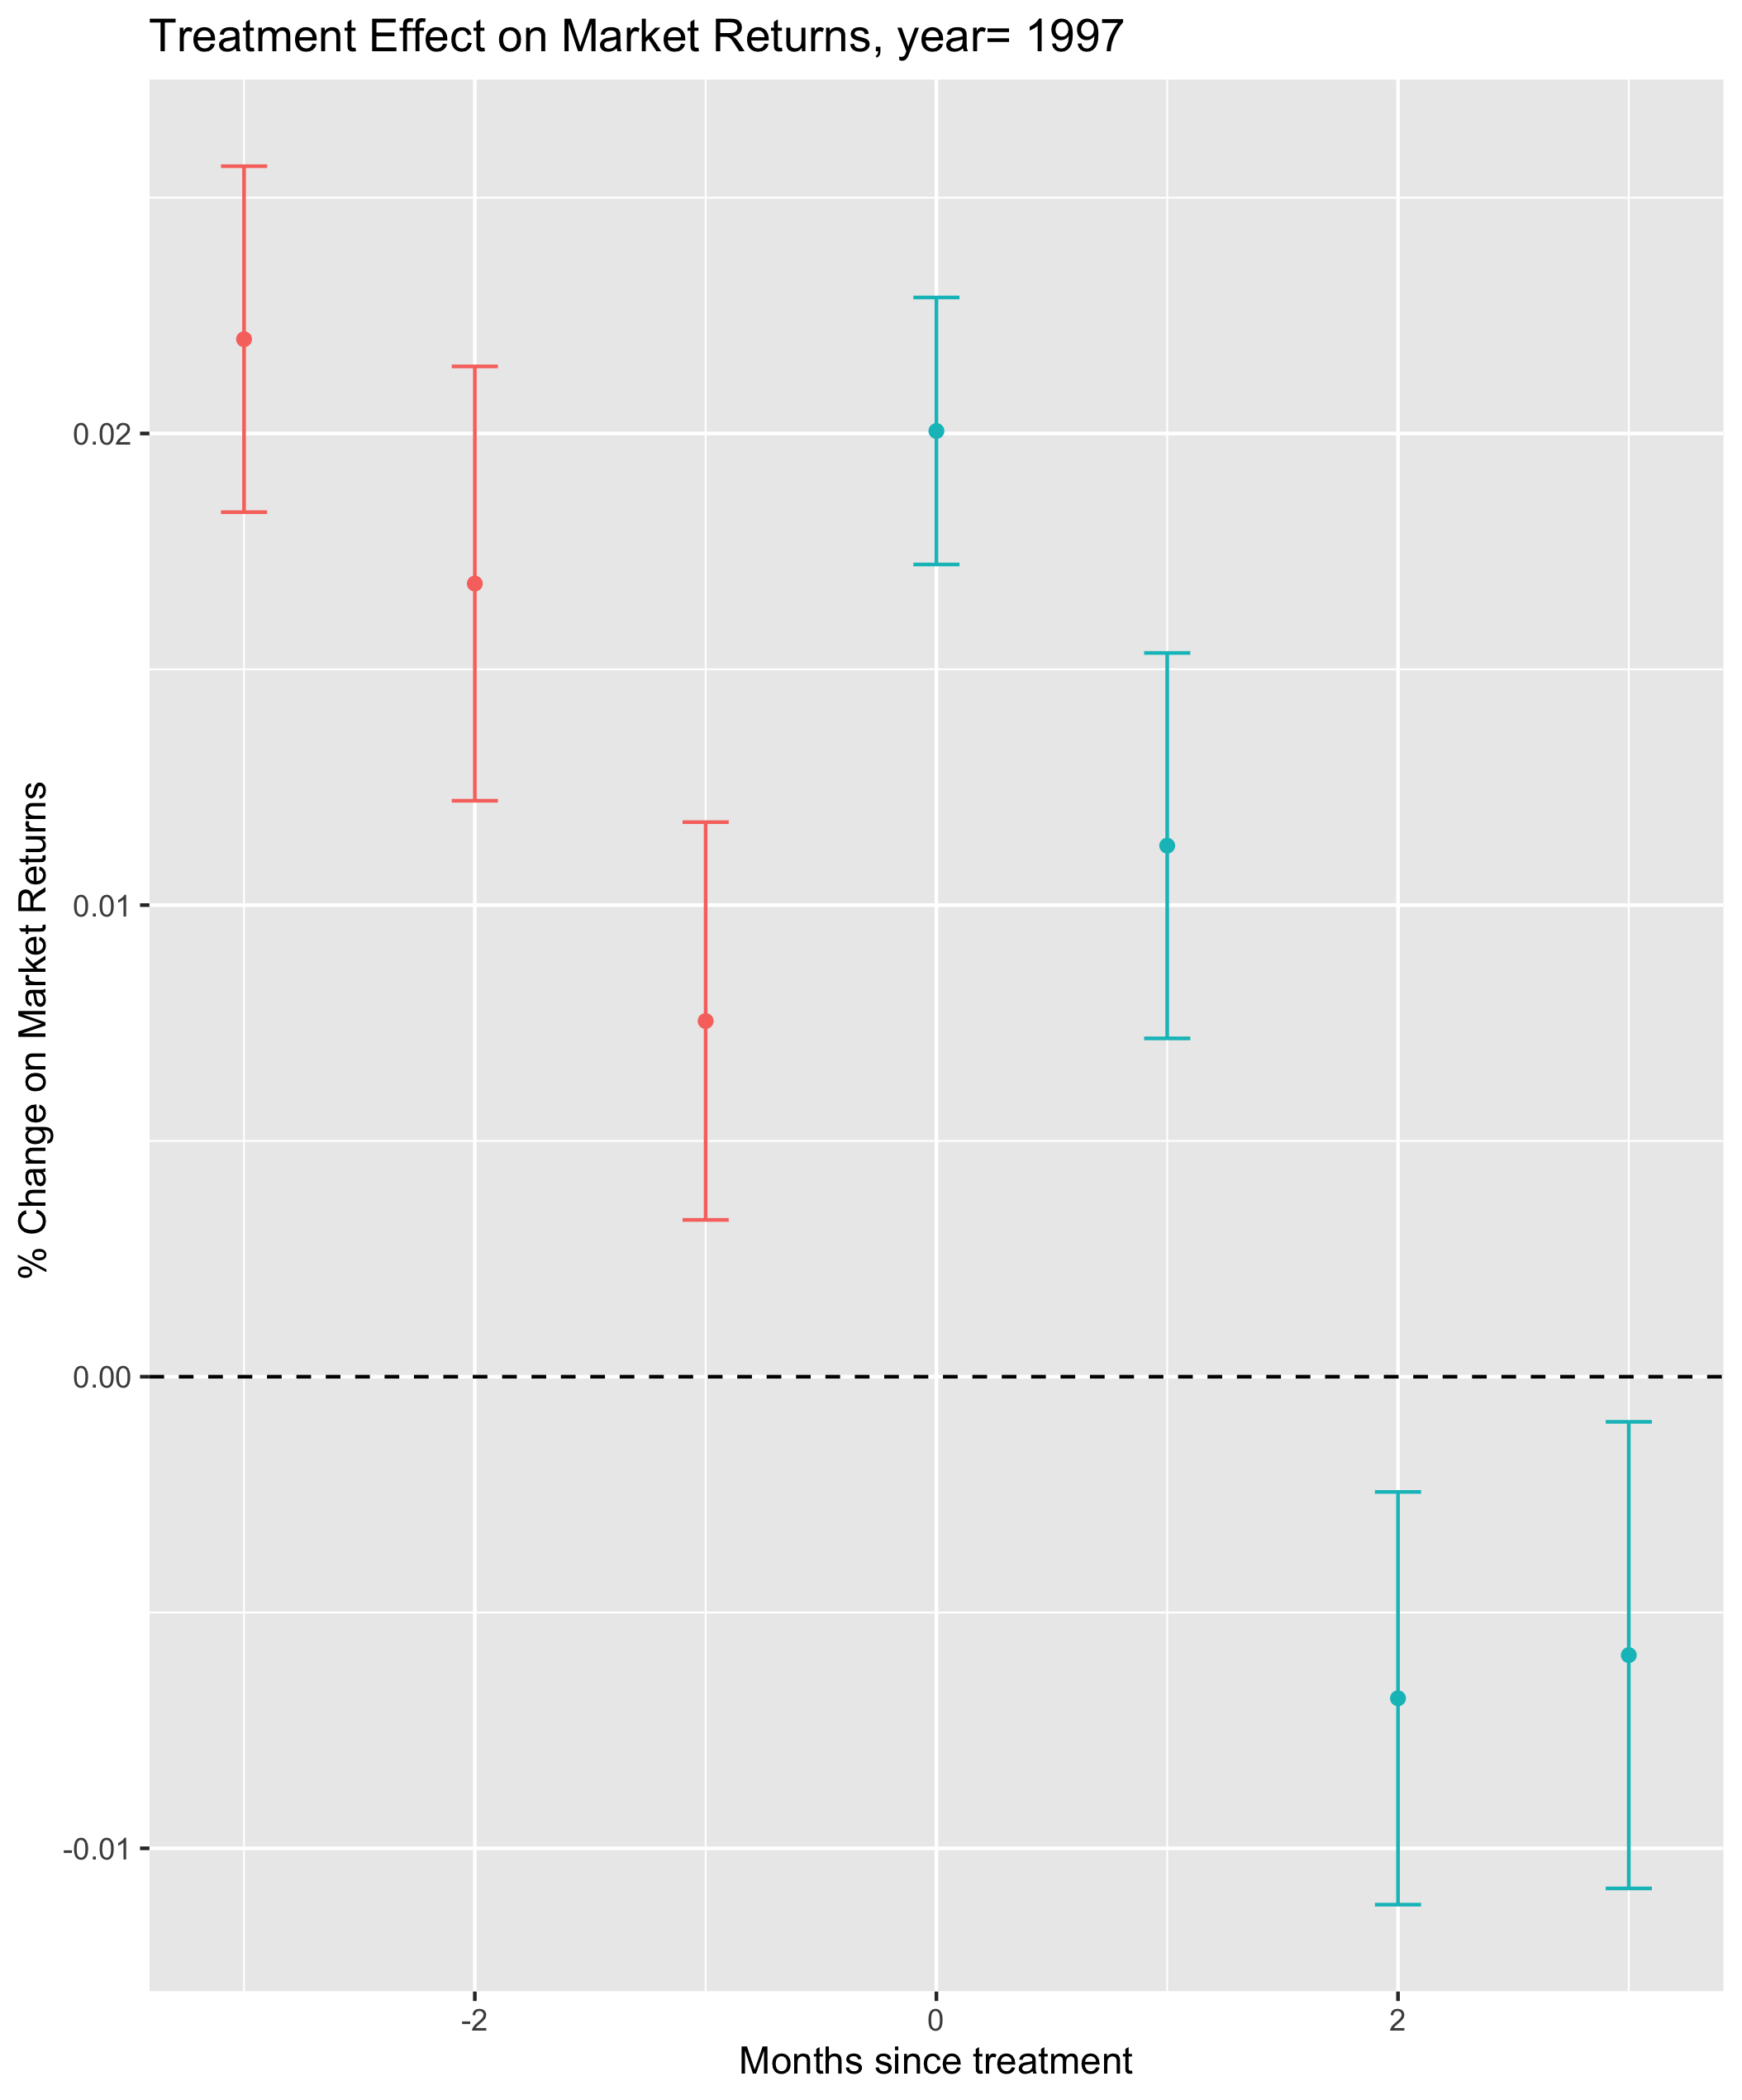 Treatment Effect on Market Returns, year= 1997
% Change on Market Returns
0.02
0.01
0.00
-0.01
-2
0
2
Months since treatment